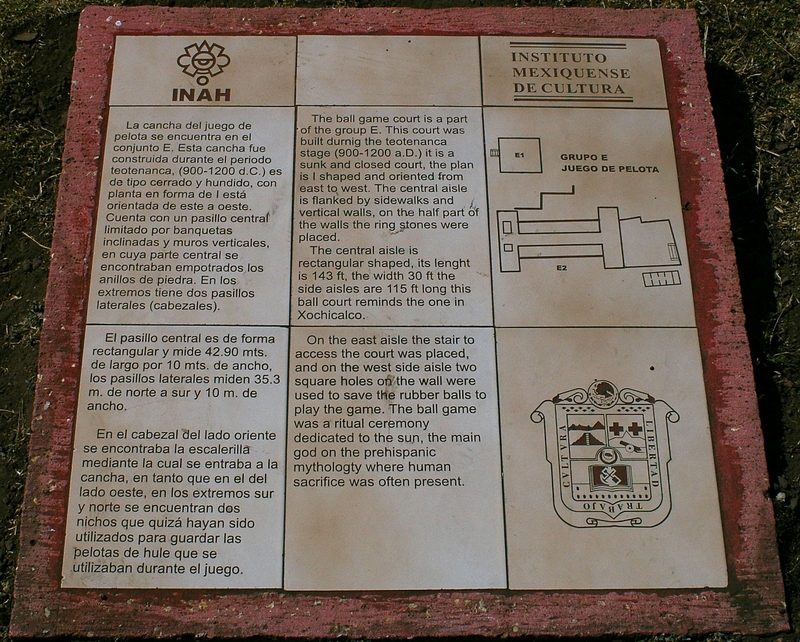 INAH
INSTITUTO
MEXIQUENSE
DE CULTURA
La cancha del juego de
pelota se encuentra en el
conjunto E. Esta cancha fue
construida durante el periodo
teotenanca, (900-1200 d.C.) es
de tipo cerrado y hundido, con
planta en forma de I está
orientada de este a oeste.
Cuenta con un pasillo central
limitado por banquetas
inclinadas y muros verticales,
en cuya parte central se
encontraban empotrados los
anillos de piedra. En los
extremos tiene dos pasillos
laterales (cabezales).
El pasillo central es de forma
rectangular y mide 42.90 mts.
de largo por 10 mts. de ancho,
los pasillos laterales miden 35.3
m. de norte a sur y 10 m. de
ancho.
En el cabezal del lado oriente
se encontraba la escalerilla
mediante la cual se entraba a la
cancha, en tanto que en el del
lado oeste, en los extremos sur
y norte se encuentran dos
nichos que quizá hayan sido
utilizados para guardar las
pelotas de hule que se
utilizaban durante el juego.
The ball game court is a part
of the group E. This court was
built durnig the teotenanca
stage (900-1200 a.D.) it is a
sunk and closed court, the plan
is I shaped and oriented from
east to west. The central aisle
is flanked by sidewalks and
vertical walls, on the half part of
the walls the ring stones were
placed.
The central aisle is
rectangular shaped, its lenght
is 143 ft, the width 30 ft the
side aisles are 115 ft long this
ball court reminds the one in
Xochicalco.
On the east aisle the stair to
access the court was placed,
and on the west side aisle two
square holes on the wall were
used to save the rubber balls to
play the game. The ball game
was a ritual ceremony
dedicated to the sun, the main
god on the prehispanic
mythologty where human
sacrifice was often present.
E1
GRUPO E
JUEGO DE PELOTA
E2
CVLTVRA
LIBERTAD
TRABAJO